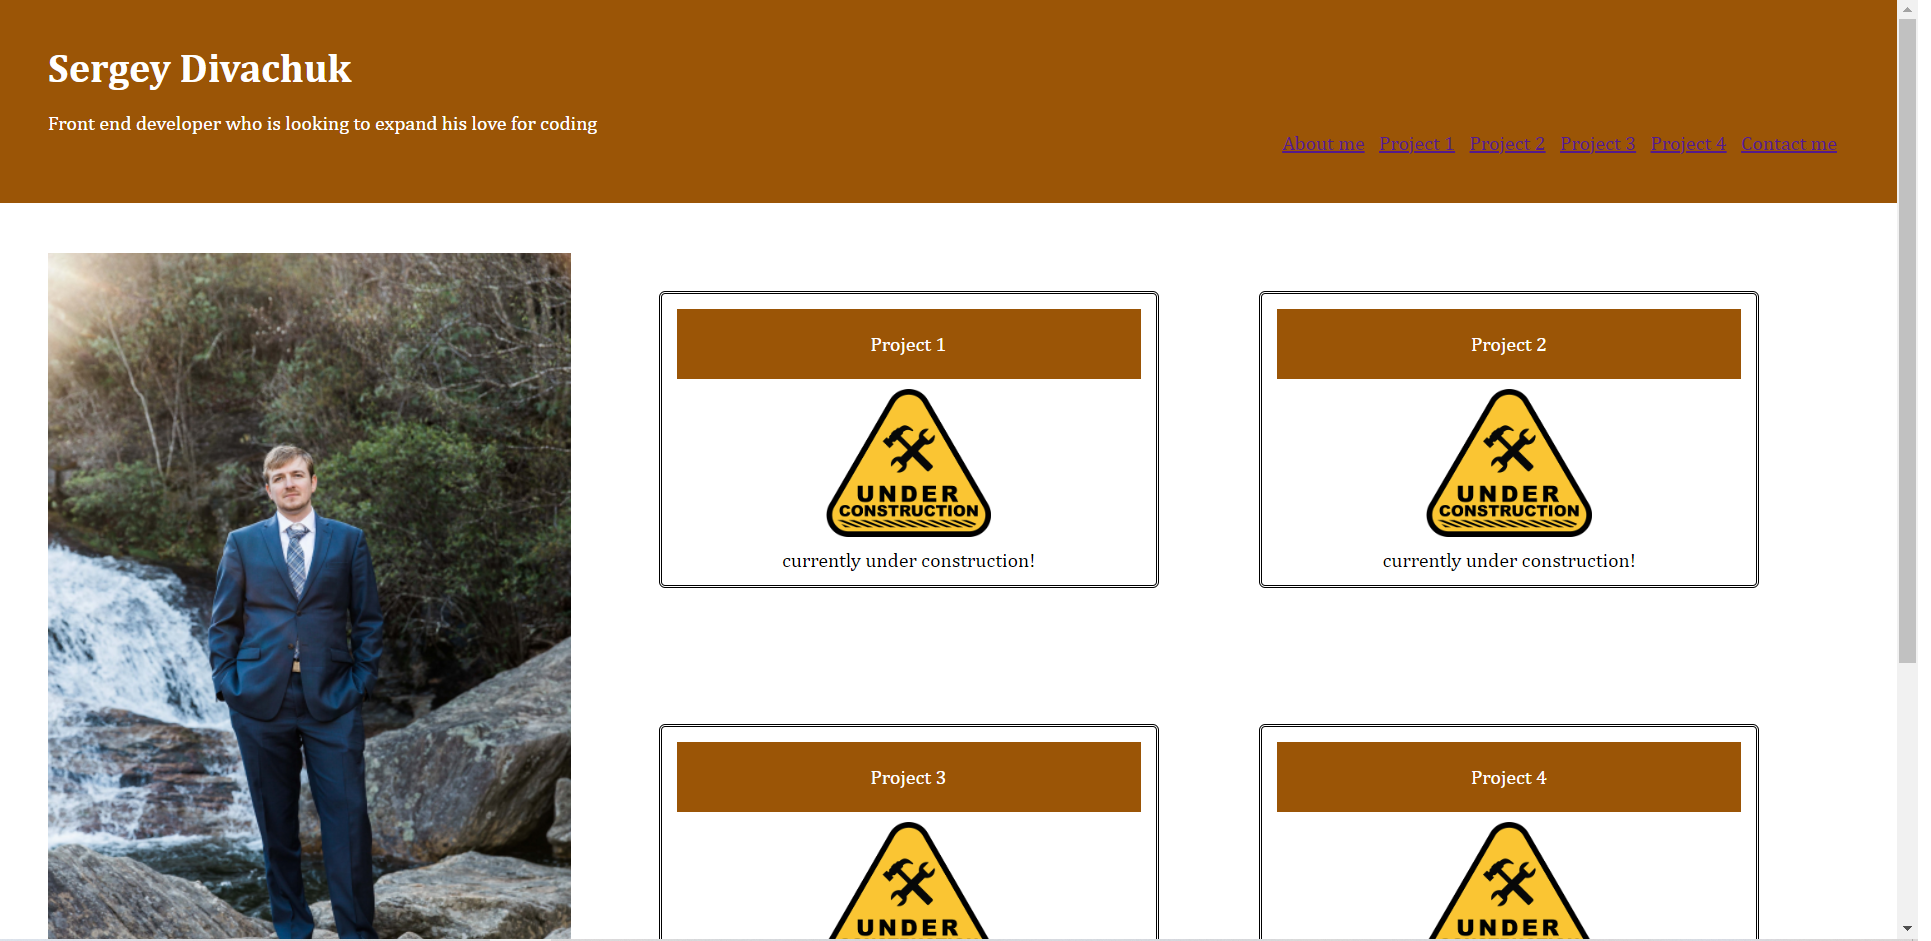 Sergey Divachuk
Front end developer who is looking to expand his love for coding
About me Project 1 Project 2 Project 3 Project 4 Contact me
Project 1
UNDER
CONSTRUCTION
currently under construction!
Project 2
UNDER
CONSTRUCTION
currently under construction!
Project 3
UNDER
Project 4
UNDER